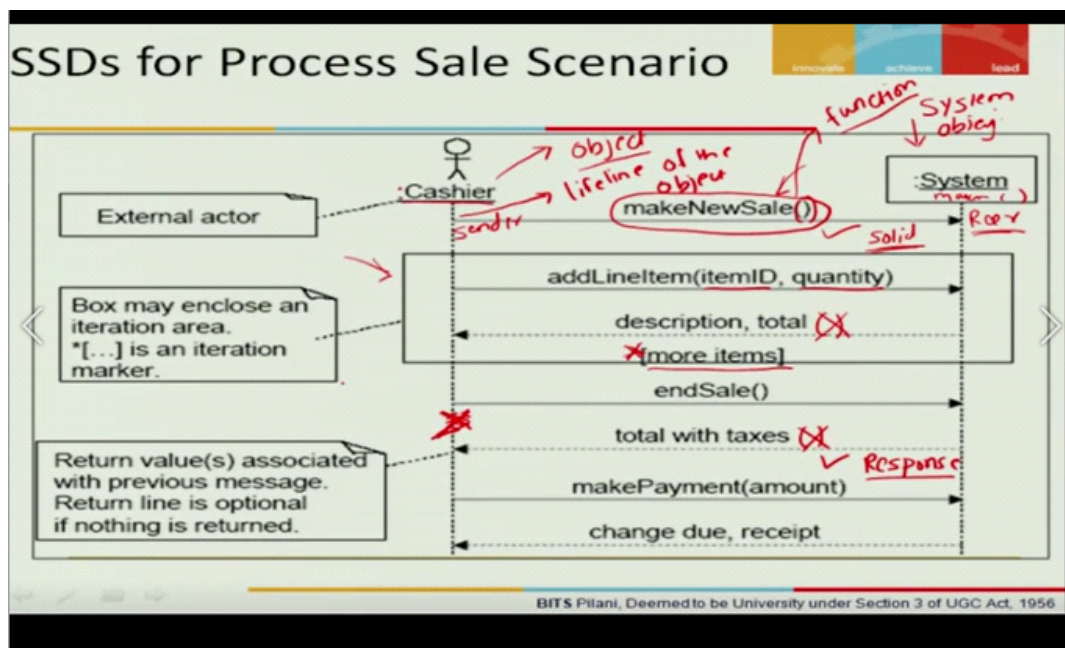 SSDs for Process Sale Scenario
innovate achieve lead
function
System
object
lifeline of the
object
:Cashier
:System
External actor
makeNewSale()
sender
solid
addLineItem(itemID, quantity)
Box may enclose an
iteration area.
*[...] is an iteration
marker.
description, total
*[more items]
endSale()
total with taxes
Response
Return value(s) associated
with previous message.
Return line is optional
if nothing is returned.
makePayment(amount)
change due, receipt
BITS Pilani, Deemed to be University under Section 3 of UGC Act, 1956